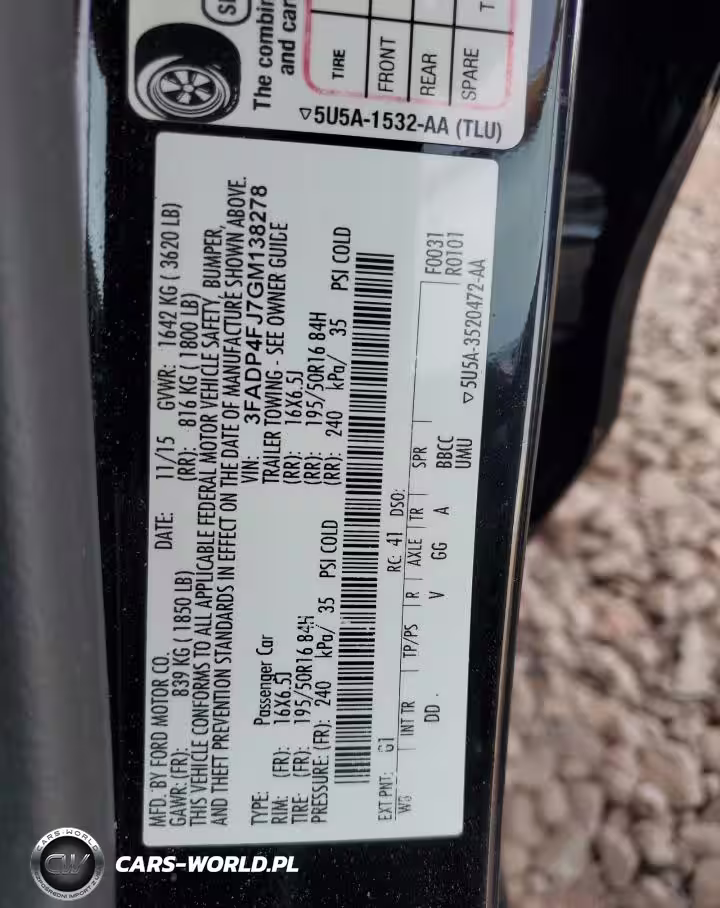 The combin
and car
TIRE
FRONT
REAR
SPARE T
▽5U5A-1532-AA (TLU)
MFD. BY FORD MOTOR CO. DATE: 11/15 GVWR: 1642 KG ( 3620 LB)
GAWR: (FR): 839 KG ( 1850 LB) (RR): 816 KG ( 1800 LB)
THIS VEHICLE CONFORMS TO ALL APPLICABLE FEDERAL MOTOR VEHICLE SAFETY, BUMPER,
AND THEFT PREVENTION STANDARDS IN EFFECT ON THE DATE OF MANUFACTURE SHOWN ABOVE.
VIN: 3FADP4FJ7GM138278
TYPE: Passenger Car TRAILER TOWING - SEE OWNER GUIDE
RIM: (FR): 16X6.5J (RR): 16X6.5J
TIRE: (FR): 195/50R16 84H (RR): 195/50R16 84H
PRESSURE: (FR): 240 kPa/ 35 PSI COLD (RR): 240 kPa/ 35 PSI COLD
EXT PNT: G1 RC: 41 DSO: F0031
WB INT TR TP/PS R AXLE TR SPR R0101
DD V GG A BBCC
UMU
▽5U5A-3520472-AA
CARS-WORLD
CW
CARS-WORLD.PL